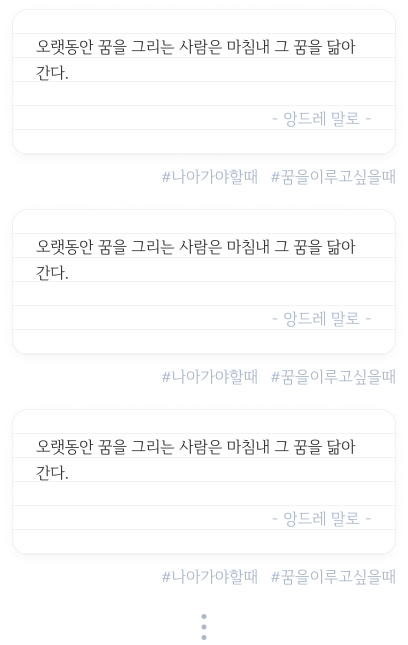 오랫동안 꿈을 그리는 사람은 마침내 그 꿈을 닮아
간다.
- 앙드레 말로 -
#나아가야할때 #꿈을이루고싶을때
오랫동안 꿈을 그리는 사람은 마침내 그 꿈을 닮아
간다.
- 앙드레 말로 -
#나아가야할때 #꿈을이루고싶을때
오랫동안 꿈을 그리는 사람은 마침내 그 꿈을 닮아
간다.
- 앙드레 말로 -
#나아가야할때 #꿈을이루고싶을때